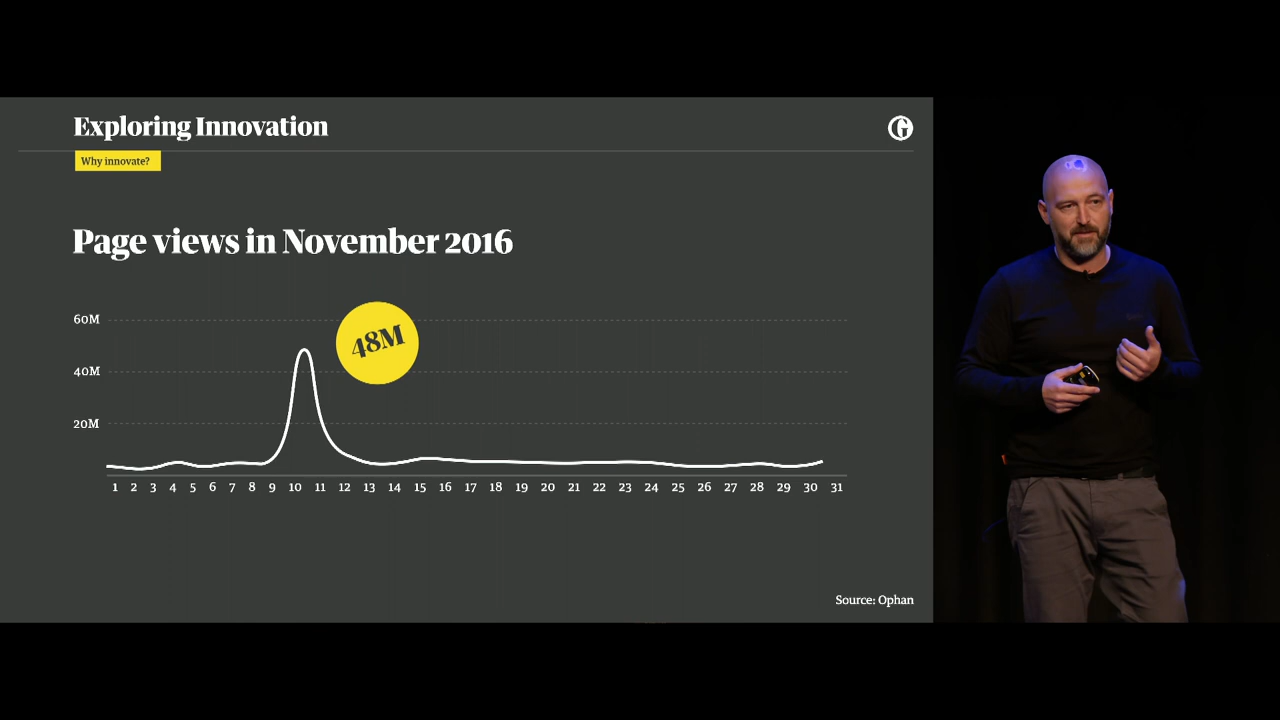 Exploring Innovation
Why innovate?
Page views in November 2016
60M
48M
40M
20M
1 2 3 4 5 6 7 8 9 10 11 12 13 14 15 16 17 18 19 20 21 22 23 24 25 26 27 28 29 30 31
Source: Ophan